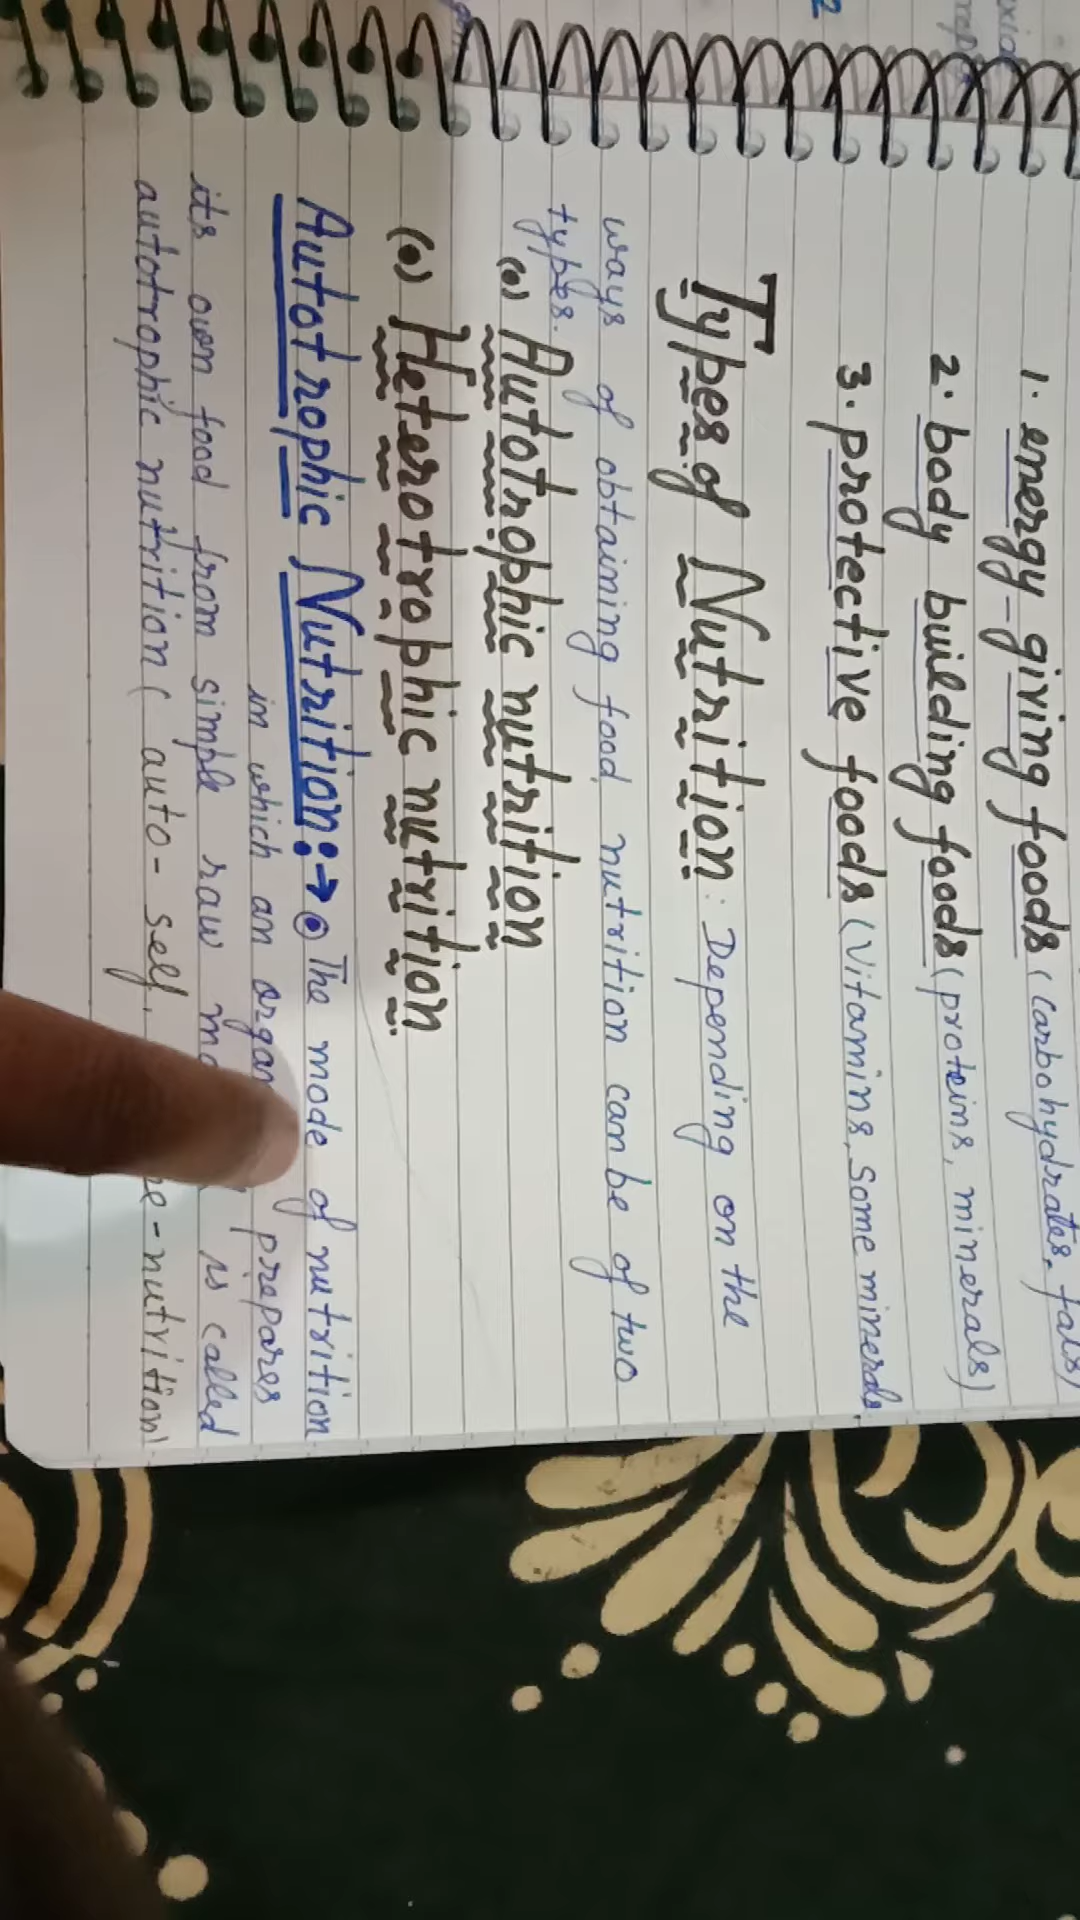 1. energy-giving foods (carbohydrates, fats)
2. body building foods (proteins, minerals)
3. protective foods (Vitamins, Some minerals.
Types of Nutrition: Depending on the
ways of obtaining food, nutrition can be of two
types.
(•) Autotrophic nutrition
(•) Heterotrophic nutrition
Autotrophic Nutrition:→ The mode of nutrition
in which an prepares
its own food from simple raw is called
autotrophic nutrition ( auto- self, -nutrition)